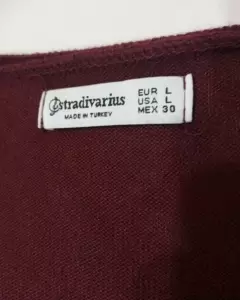 stradivarius
MADE IN TURKEY
EUR L
USA L
MEX 30